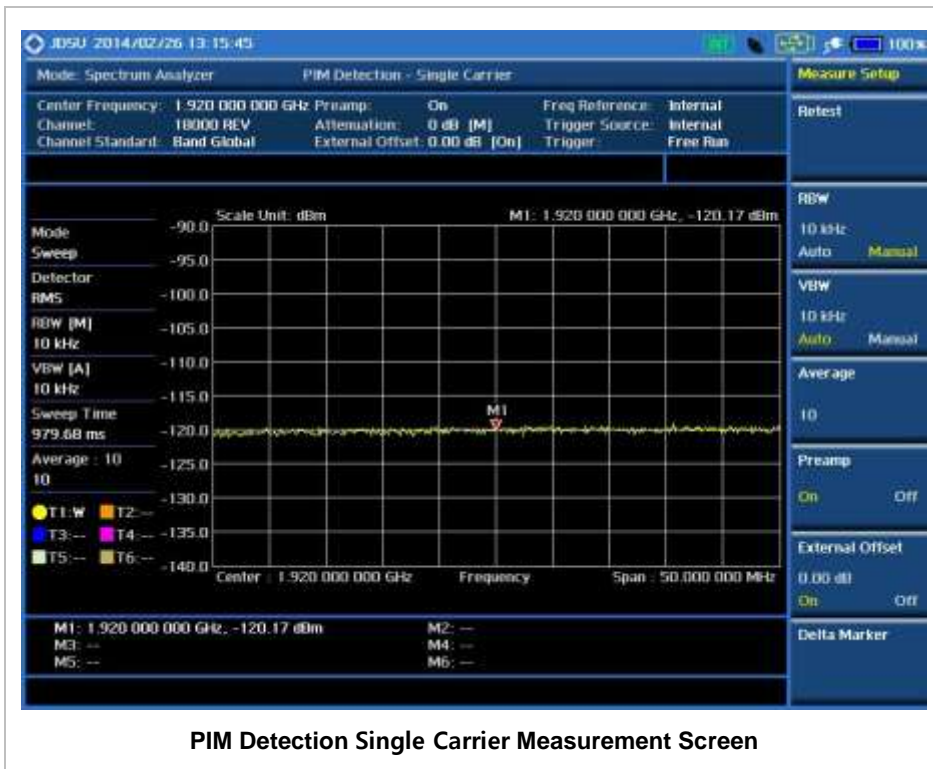 JDSU 2014/02/26 13:15:45
INT
100%
Mode: Spectrum Analyzer
PIM Detection - Single Carrier
Measure Setup
Center Frequency: 1.920 000 000 GHz
Preamp: On
Freq Reference: Internal
Channel: 18000 REV
Attenuation: 0 dB [M]
Trigger Source: Internal
Channel Standard: Band Global
External Offset: 0.00 dB [On]
Trigger: Free Run
Retest
Scale Unit: dBm
M1: 1.920 000 000 GHz, -120.17 dBm
Mode
Sweep
Detector
RMS
RBW [M]
10 kHz
VBW [A]
10 kHz
Sweep Time
979.68 ms
Average : 10
10
T1:W T2:--
T3:-- T4:--
T5:-- T6:--
-90.0
-95.0
-100.0
-105.0
-110.0
-115.0
-120.0
-125.0
-130.0
-135.0
-140.0
M1
Center : 1.920 000 000 GHz
Frequency
Span : 50.000 000 MHz
M1: 1.920 000 000 GHz, -120.17 dBm
M2: --
M3: --
M4: --
M5: --
M6: --
RBW
10 kHz
Auto Manual
VBW
10 kHz
Auto Manual
Average
10
Preamp
On Off
External Offset
0.00 dB
On Off
Delta Marker
PIM Detection Single Carrier Measurement Screen